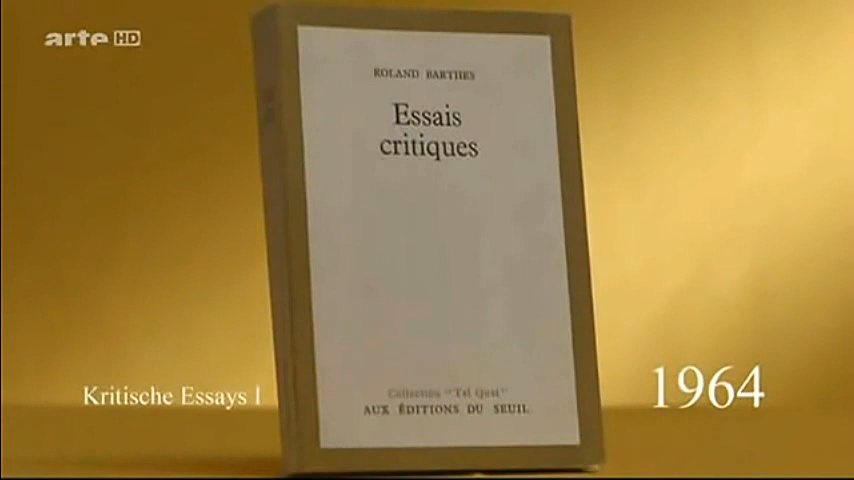 arte HD
ROLAND BARTHES
Essais
critiques
Collection "Tel Quel"
AUX ÉDITIONS DU SEUIL
Kritische Essays I
1964